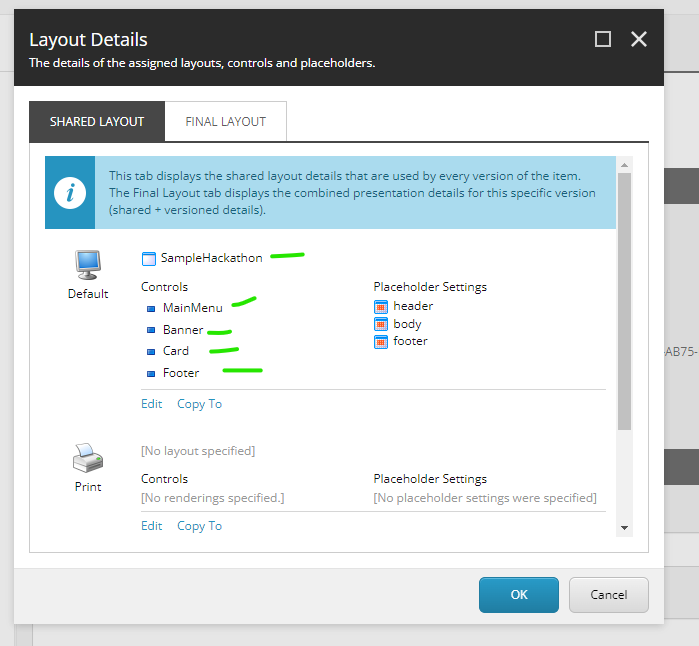 Layout Details
The details of the assigned layouts, controls and placeholders.
SHARED LAYOUT
FINAL LAYOUT
This tab displays the shared layout details that are used by every version of the item.
The Final Layout tab displays the combined presentation details for this specific version
(shared + versioned details).
Default
SampleHackathon
Controls
MainMenu
Banner
Card
Footer
Placeholder Settings
header
body
footer
Edit
Copy To
Print
[No layout specified]
Controls
[No renderings specified.]
Placeholder Settings
[No placeholder settings were specified]
Edit
Copy To
OK
Cancel
-AB75-